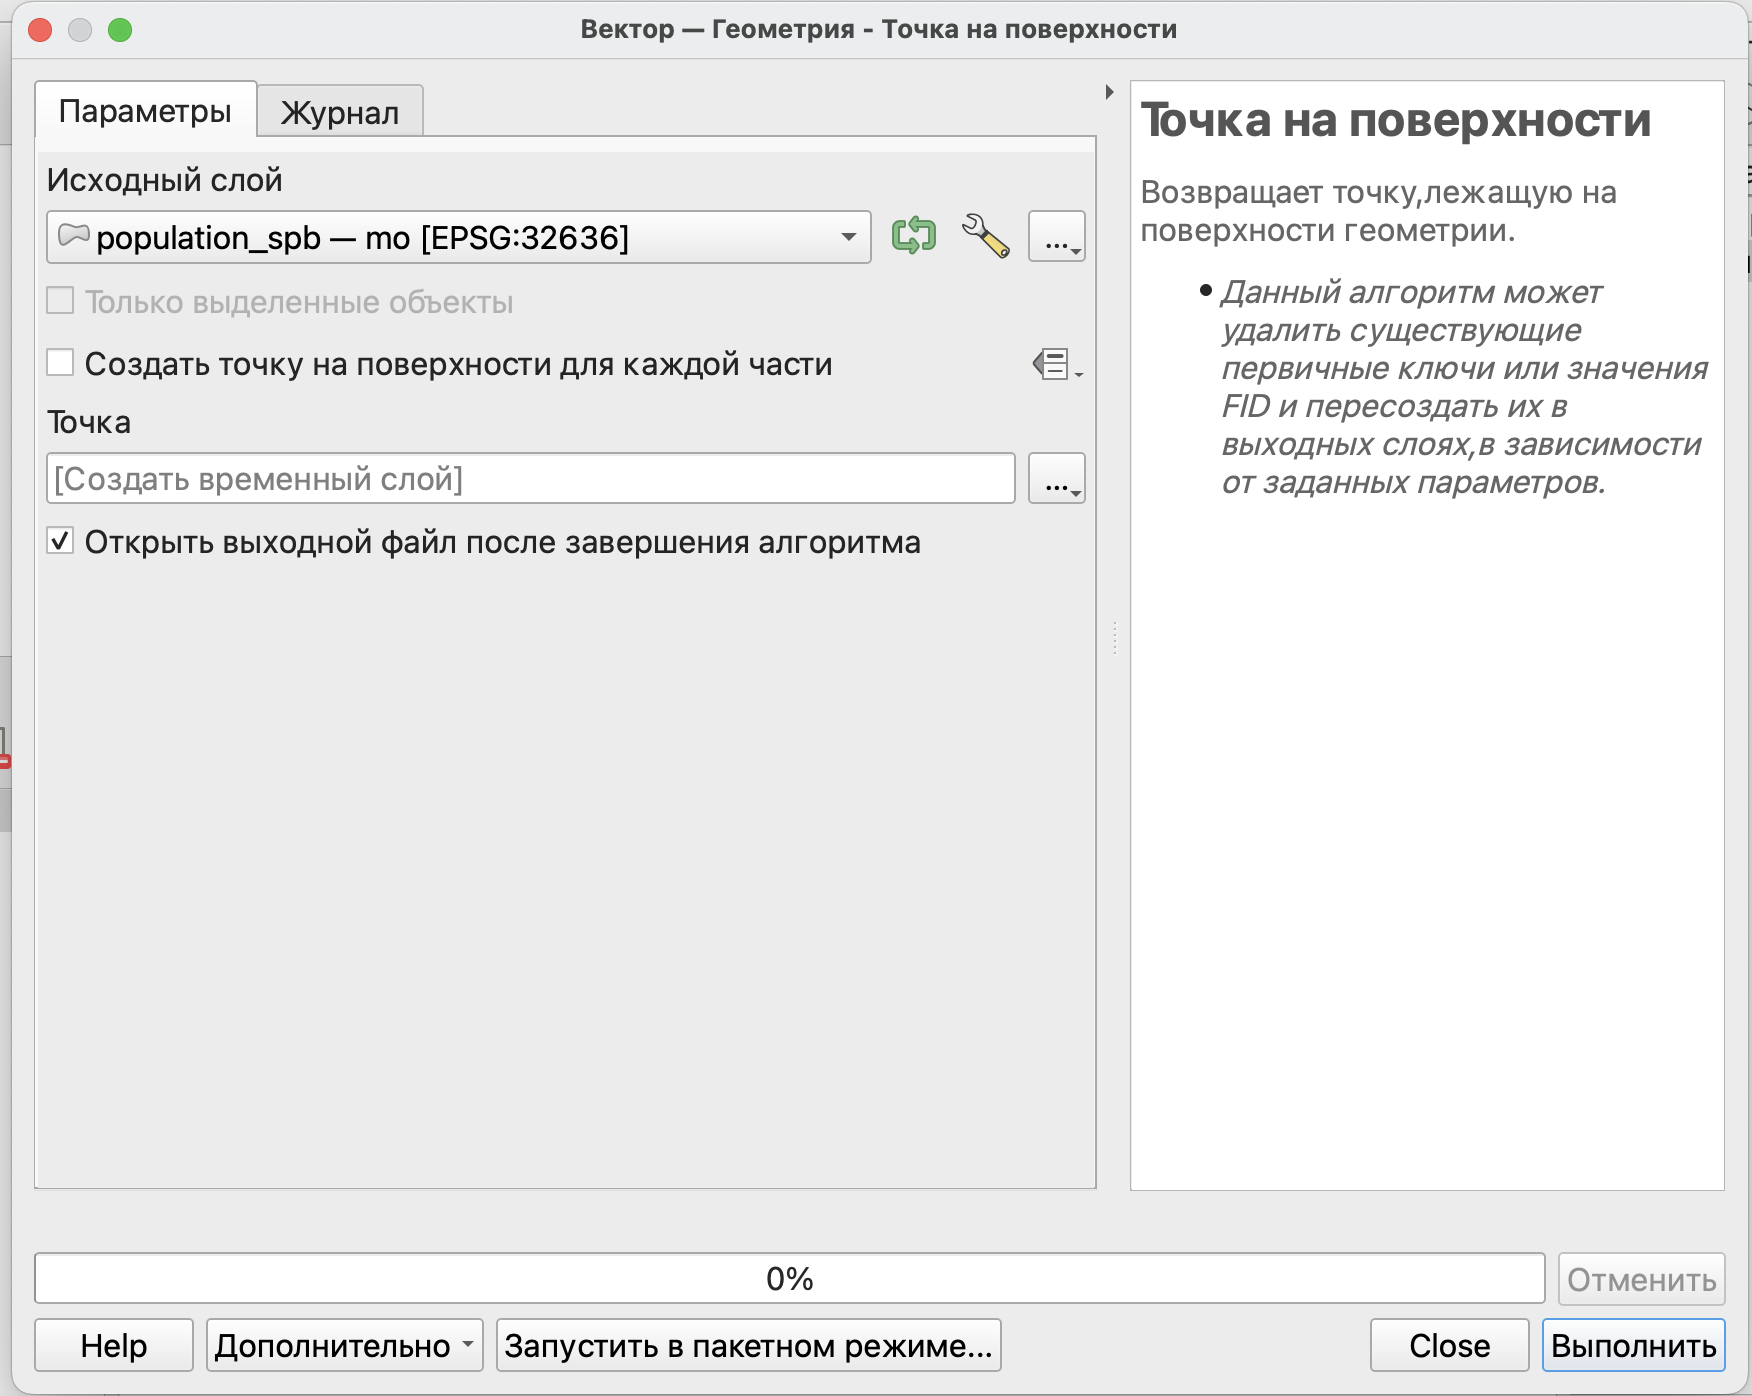 Вектор — Геометрия - Точка на поверхности
Параметры
Журнал
Исходный слой
population_spb — mo [EPSG:32636]
...
Только выделенные объекты
Создать точку на поверхности для каждой части
Точка
[Создать временный слой]
...
Открыть выходной файл после завершения алгоритма
Точка на поверхности
Возвращает точку,лежащую на
поверхности геометрии.
Данный алгоритм может
удалить существующие
первичные ключи или значения
FID и пересоздать их в
выходных слоях,в зависимости
от заданных параметров.
0%
Отменить
Help
Дополнительно
Запустить в пакетном режиме...
Close
Выполнить